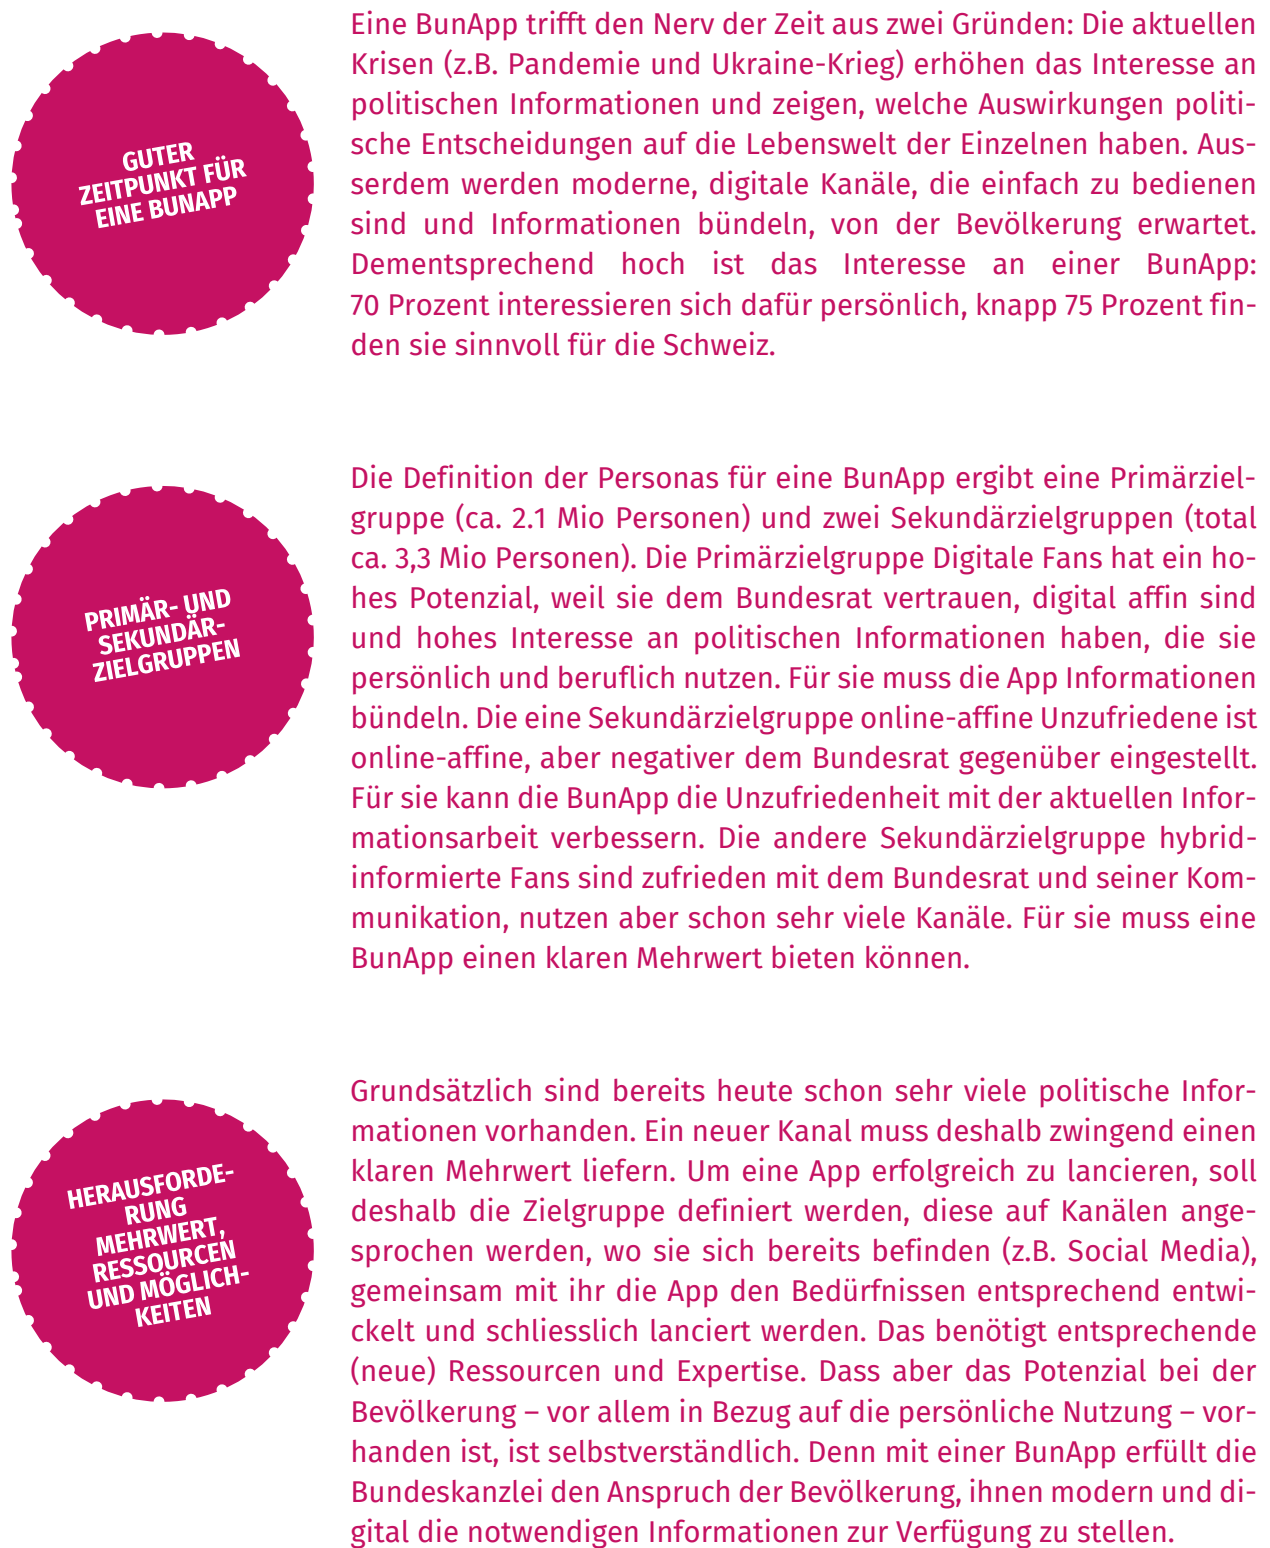 GUTER
ZEITPUNKT FÜR
EINE BUNAPP
Eine BunApp trifft den Nerv der Zeit aus zwei Gründen: Die aktuellen
Krisen (z.B. Pandemie und Ukraine-Krieg) erhöhen das Interesse an
politischen Informationen und zeigen, welche Auswirkungen politi-
sche Entscheidungen auf die Lebenswelt der Einzelnen haben. Aus-
serdem werden moderne, digitale Kanäle, die einfach zu bedienen
sind und Informationen bündeln, von der Bevölkerung erwartet.
Dementsprechend hoch ist das Interesse an einer BunApp:
70 Prozent interessieren sich dafür persönlich, knapp 75 Prozent fin-
den sie sinnvoll für die Schweiz.
PRIMÄR- UND
SEKUNDÄR-
ZIELGRUPPEN
Die Definition der Personas für eine BunApp ergibt eine Primärziel-
gruppe (ca. 2.1 Mio Personen) und zwei Sekundärzielgruppen (total
ca. 3,3 Mio Personen). Die Primärzielgruppe Digitale Fans hat ein ho-
hes Potenzial, weil sie dem Bundesrat vertrauen, digital affin sind
und hohes Interesse an politischen Informationen haben, die sie
persönlich und beruflich nutzen. Für sie muss die App Informationen
bündeln. Die eine Sekundärzielgruppe online-affine Unzufriedene ist
online-affine, aber negativer dem Bundesrat gegenüber eingestellt.
Für sie kann die BunApp die Unzufriedenheit mit der aktuellen Infor-
mationsarbeit verbessern. Die andere Sekundärzielgruppe hybrid-
informierte Fans sind zufrieden mit dem Bundesrat und seiner Kom-
munikation, nutzen aber schon sehr viele Kanäle. Für sie muss eine
BunApp einen klaren Mehrwert bieten können.
HERAUSFORDE-
RUNG
MEHRWERT,
RESSOURCEN
UND MÖGLICH-
KEITEN
Grundsätzlich sind bereits heute schon sehr viele politische Infor-
mationen vorhanden. Ein neuer Kanal muss deshalb zwingend einen
klaren Mehrwert liefern. Um eine App erfolgreich zu lancieren, soll
deshalb die Zielgruppe definiert werden, diese auf Kanälen ange-
sprochen werden, wo sie sich bereits befinden (z.B. Social Media),
gemeinsam mit ihr die App den Bedürfnissen entsprechend entwi-
ckelt und schliesslich lanciert werden. Das benötigt entsprechende
(neue) Ressourcen und Expertise. Dass aber das Potenzial bei der
Bevölkerung – vor allem in Bezug auf die persönliche Nutzung – vor-
handen ist, ist selbstverständlich. Denn mit einer BunApp erfüllt die
Bundeskanzlei den Anspruch der Bevölkerung, ihnen modern und di-
gital die notwendigen Informationen zur Verfügung zu stellen.